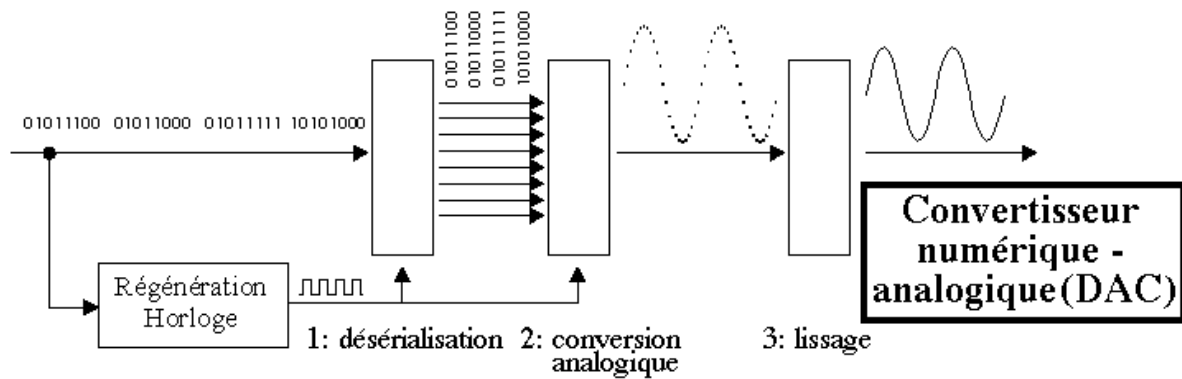 01011100 01011000 01011111 10101000
01011100
01011000
01011111
10101000
Régénération
Horloge
1: désérialisation
2: conversion
analogique
3: lissage
Convertisseur
numérique -
analogique(DAC)